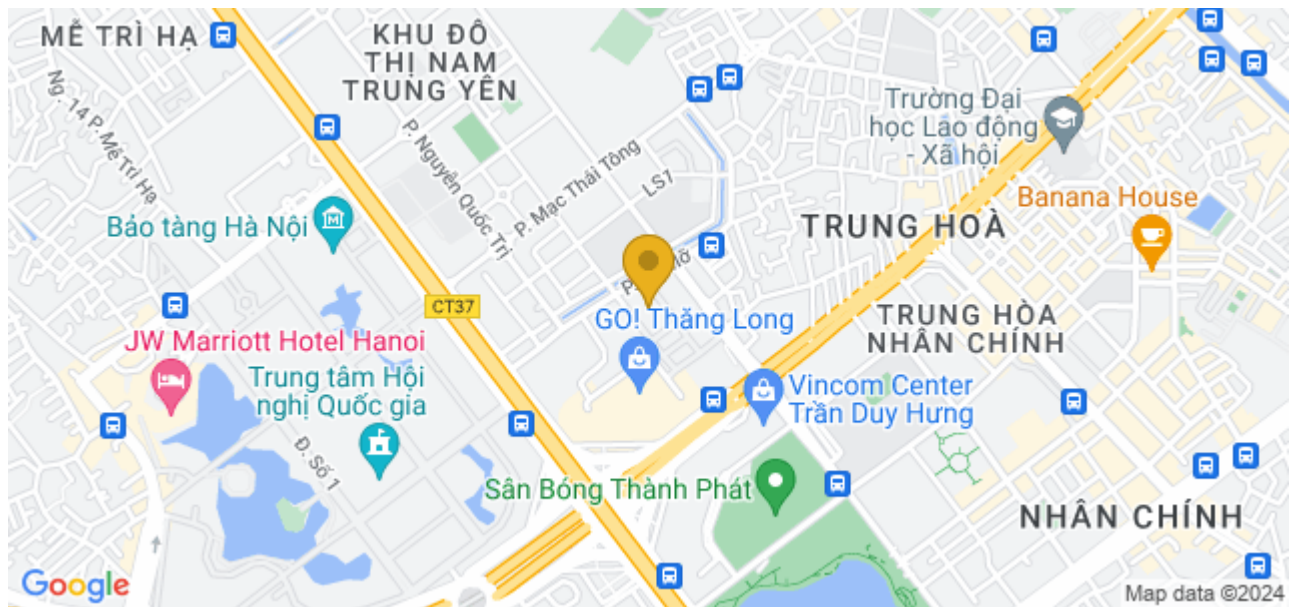 MỄ TRÌ HẠ
KHU ĐÔ
THỊ NAM
TRUNG YÊN
Ng. 14 P. Mễ Trì Hạ
P. Nguyễn Quốc Trị
P. Mạc Thái Tông
LS7
Trường Đại
học Lao động
- Xã hội
Banana House
TRUNG HOÀ
Bảo tàng Hà Nội
CT37
GO! Thăng Long
TRUNG HÒA
NHÂN CHÍNH
JW Marriott Hotel Hanoi
Trung tâm Hội
nghị Quốc gia
Vincom Center
Trần Duy Hưng
Đ. Số 1
Sân Bóng Thành Phát
NHÂN CHÍNH
Google
Map data ©2024